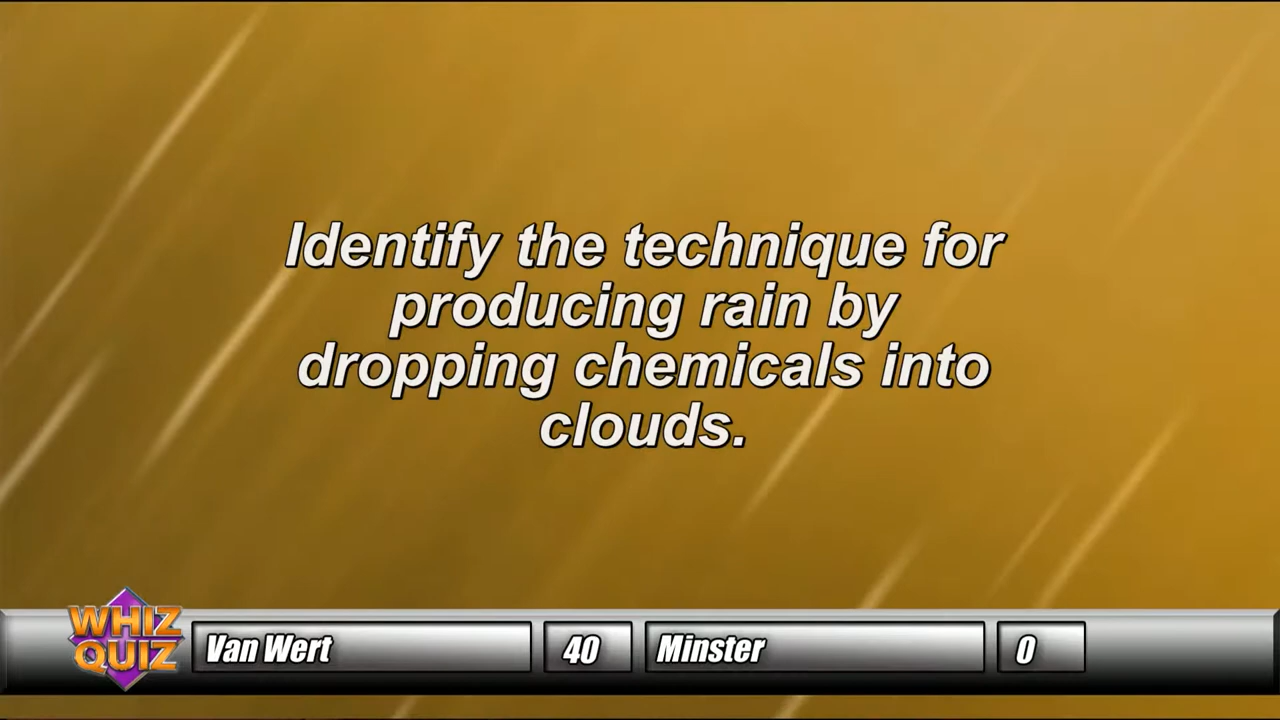 Identify the technique for
producing rain by
dropping chemicals into
clouds.
WHIZ
QUIZ
Van Wert 40 Minster 0